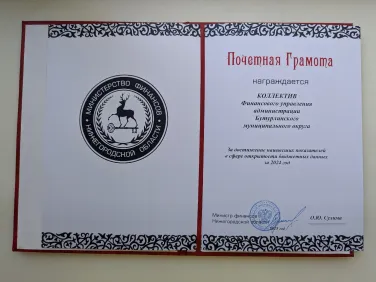 МИНИСТЕРСТВО ФИНАНСОВ
НИЖЕГОРОДСКОЙ ОБЛАСТИ
Почетная Грамота
награждается
КОЛЛЕКТИВ
Финансового управления
администрации
Бутурлинского
муниципального округа
За достижение наивысших показателей
в сфере открытости бюджетных данных
за 2023 год
Министр финансов
Нижегородской области
О.Ю. Сулима